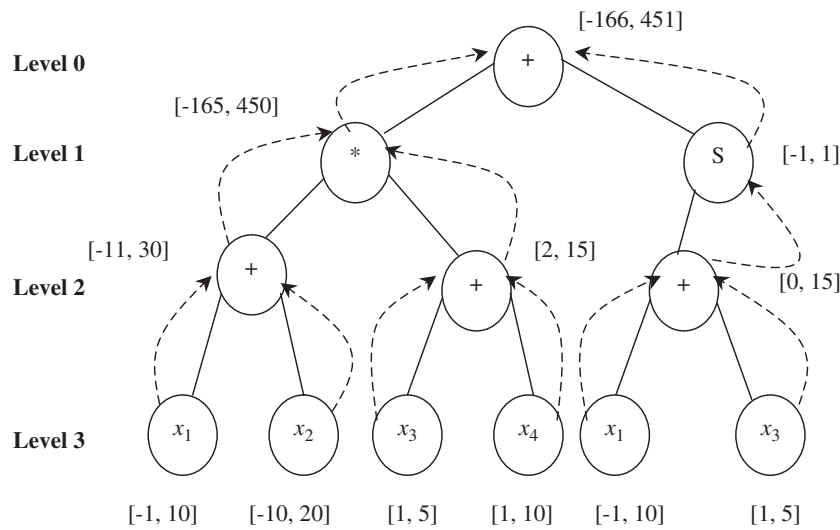 [-166, 451]
Level 0
+
[-165, 450]
Level 1
*
S
[-1, 1]
[-11, 30]
[2, 15]
Level 2
+
+
+
[0, 15]
Level 3
x1
x2
x3
x4
x1
x3
[-1, 10]
[-10, 20]
[1, 5]
[1, 10]
[-1, 10]
[1, 5]